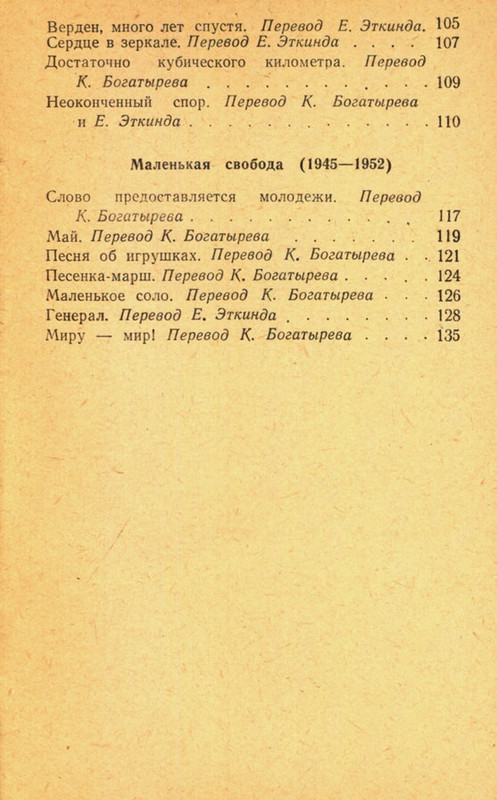 Верден, много лет спустя. Перевод Е. Эткинда. 105
Сердце в зеркале. Перевод Е. Эткинда . . . . 107
Достаточно кубического километра. Перевод
К. Богатырева . . . . . . . . . . . . 109
Неоконченный спор. Перевод К. Богатырева
и Е. Эткинда . . . . . . . . . . . . . 110
Маленькая свобода (1945—1952)
Слово предоставляется молодежи. Перевод
К. Богатырева . . . . . . . . . . . . 117
Май. Перевод К. Богатырева . . . . . . . 119
Песня об игрушках. Перевод К. Богатырева . . 121
Песенка-марш. Перевод К. Богатырева . . . . . 124
Маленькое соло. Перевод К. Богатырева . . . 126
Генерал. Перевод Е. Эткинда . . . . . . . . 128
Миру — мир! Перевод К. Богатырева . . . . 135